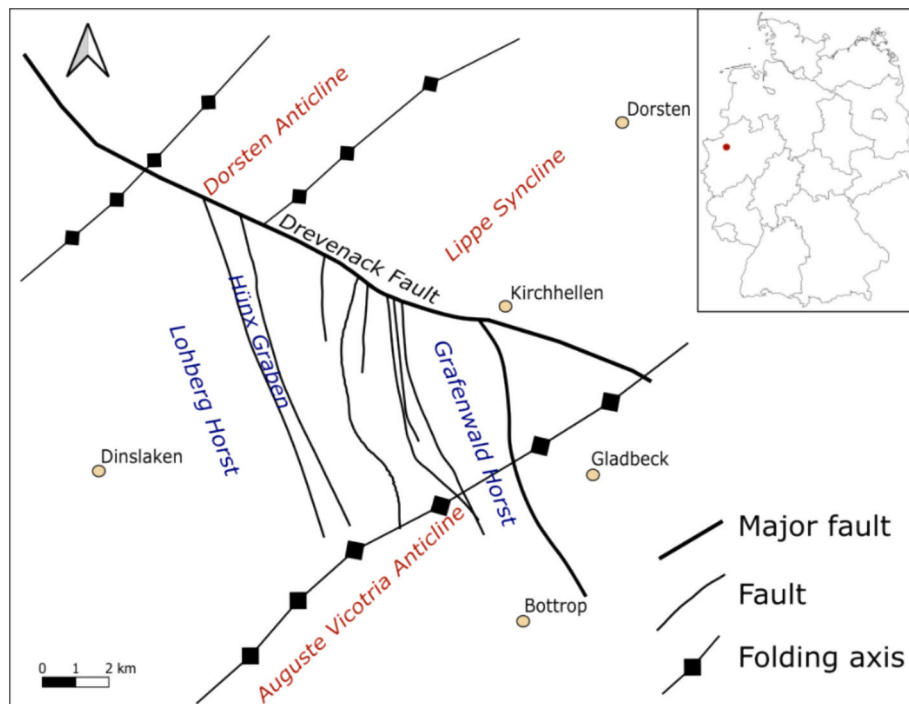 Dorsten Anticline
Dorsten
Lippe Syncline
Drevenack Fault
Kirchhellen
Hünx Graben
Lohberg Horst
Grafenwald Horst
Dinslaken
Gladbeck
Auguste Vicotria Anticline
Bottrop
Major fault
Fault
Folding axis
0 1 2 km